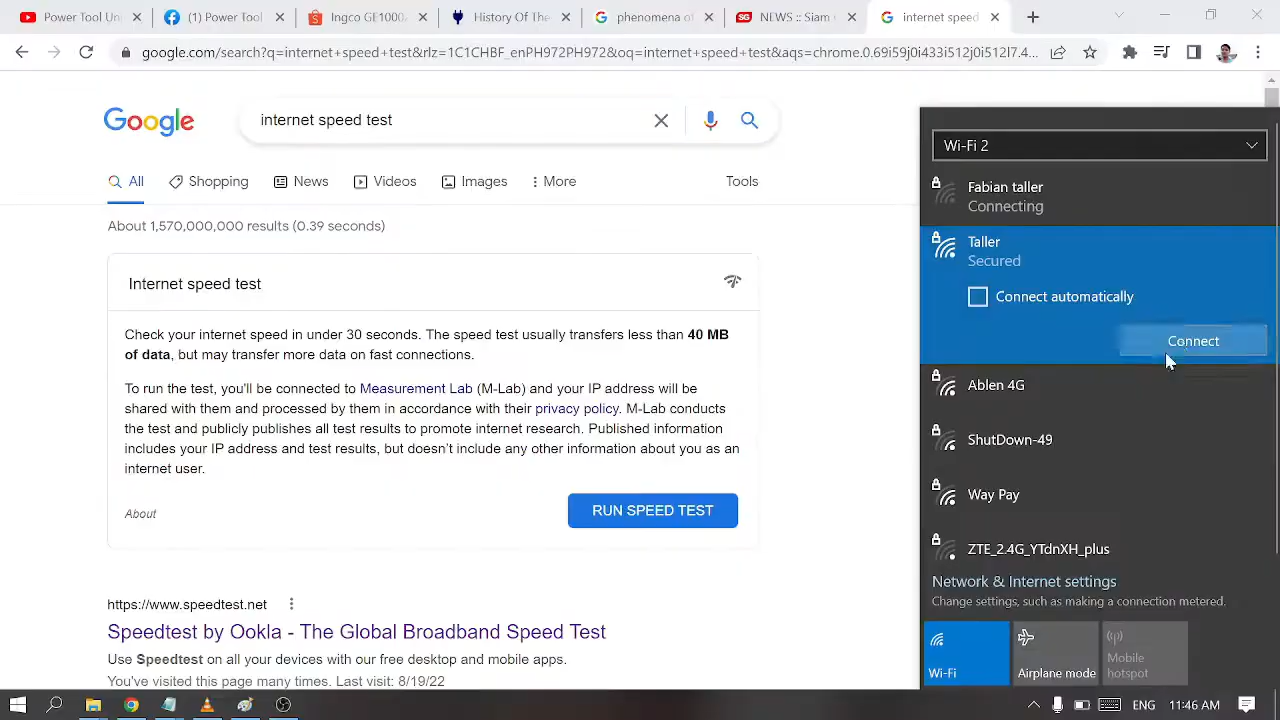 Power Tool Un
(1) Power Tool
Ingco GE1000
History Of The
phenomena of
NEWS :: Siam
internet speed
google.com/search?q=internet+speed+test&rlz=1C1CHBF_enPH972PH972&oq=internet+speed+test&aqs=chrome.0.69i59j0i433i512j0i512l7.4...
Google
internet speed test
All
Shopping
News
Videos
Images
More
Tools
About 1,570,000,000 results (0.39 seconds)
Internet speed test
Check your internet speed in under 30 seconds. The speed test usually transfers less than 40 MB
of data, but may transfer more data on fast connections.
To run the test, you'll be connected to Measurement Lab (M-Lab) and your IP address will be
shared with them and processed by them in accordance with their privacy policy. M-Lab conducts
the test and publicly publishes all test results to promote internet research. Published information
includes your IP address and test results, but doesn't include any other information about you as an
internet user.
About
RUN SPEED TEST
https://www.speedtest.net
Speedtest by Ookla - The Global Broadband Speed Test
Use Speedtest on all your devices with our free desktop and mobile apps.
You've visited this page many times. Last visit: 8/19/22
Wi-Fi 2
Fabian taller
Connecting
Taller
Secured
Connect automatically
Connect
Ablen 4G
ShutDown-49
Way Pay
ZTE_2.4G_YTdnXH_plus
Network & Internet settings
Change settings, such as making a connection metered.
Wi-Fi
Airplane mode
Mobile
hotspot
ENG
11:46 AM